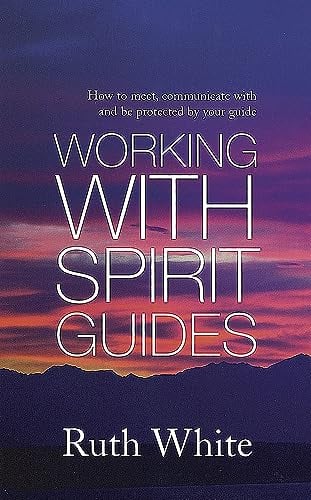 How to meet, communicate with
and be protected by your guide
WORKING
WITH
SPIRIT
GUIDES
Ruth White